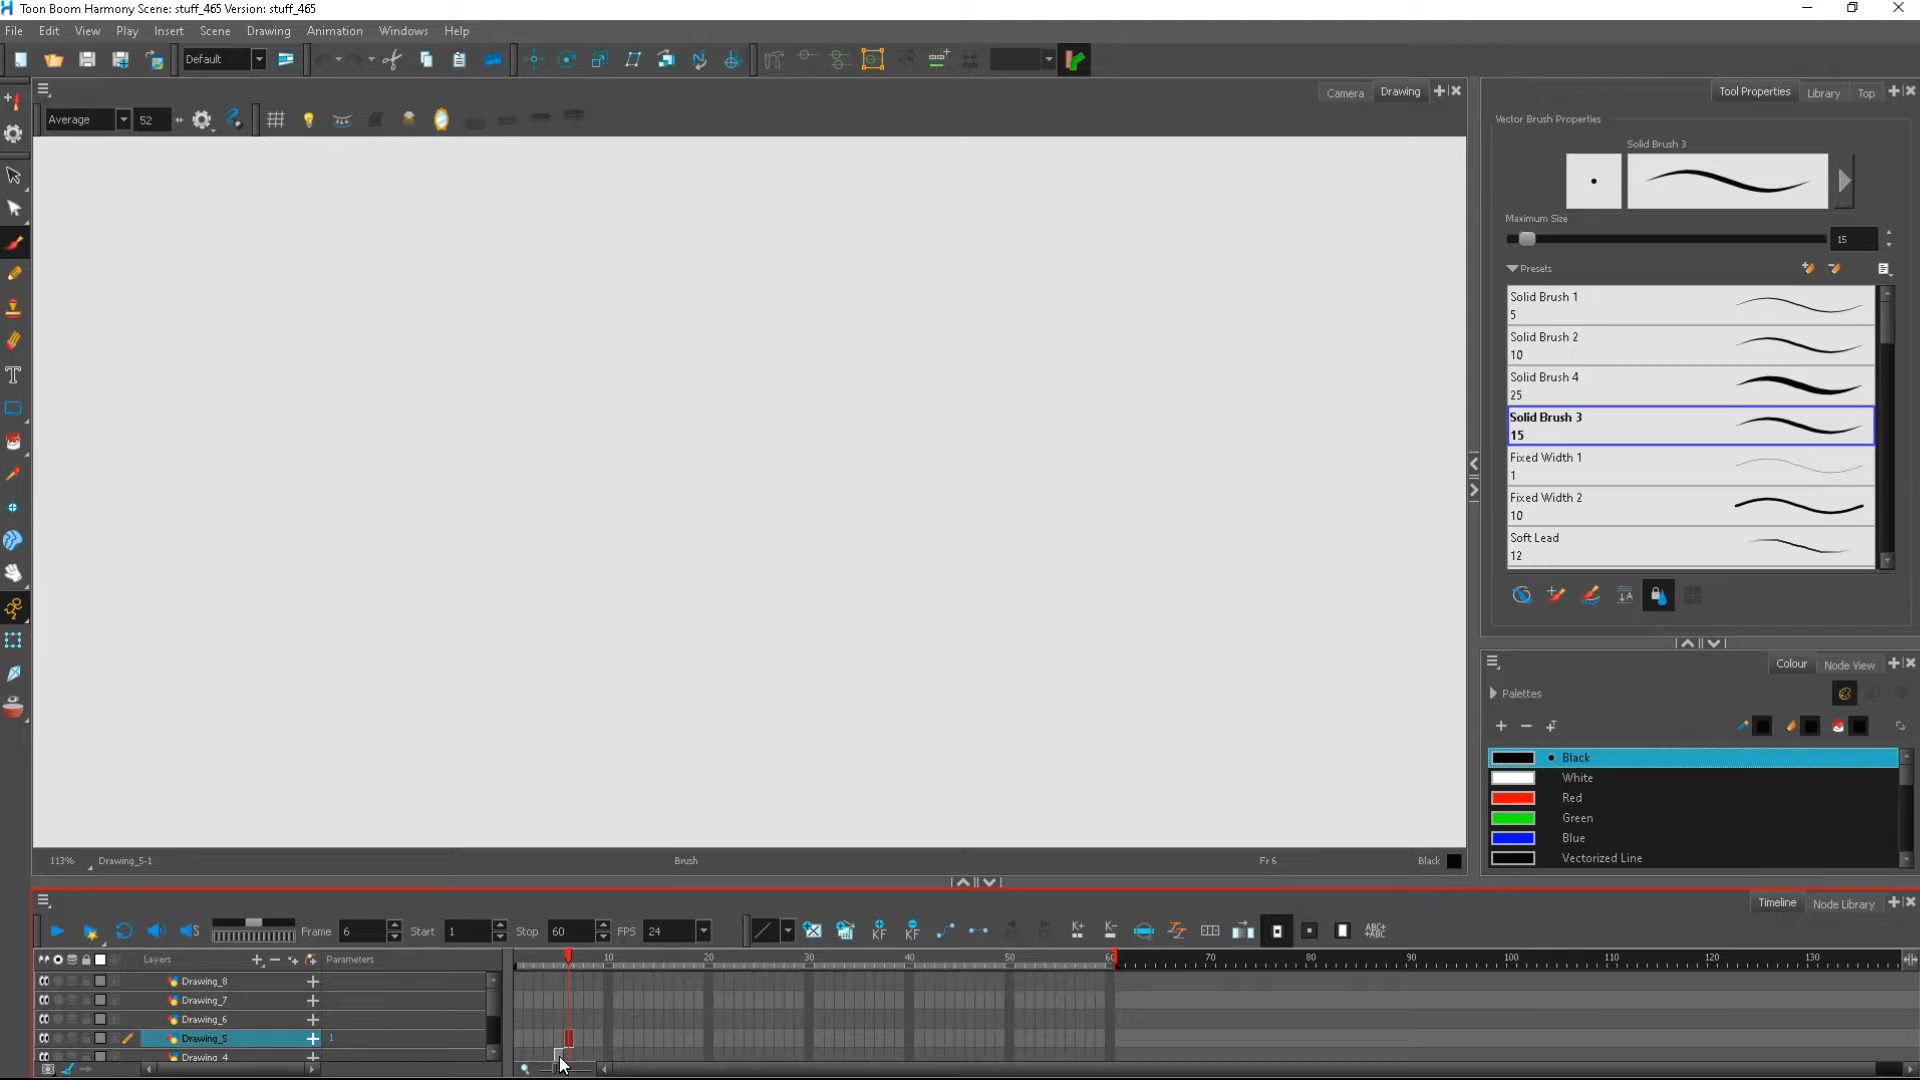 Toon Boom Harmony Scene: stuff_465 Version: stuff_465
File Edit View Play Insert Scene Drawing Animation Windows Help
Default
Camera Drawing
Average 52
Tool Properties Library Top
Vector Brush Properties
Solid Brush 3
Maximum Size
15
Presets
Solid Brush 1
5
Solid Brush 2
10
Solid Brush 4
25
Solid Brush 3
15
Fixed Width 1
1
Fixed Width 2
10
Soft Lead
12
Colour Node View
Palettes
Black
White
Red
Green
Blue
Vectorized Line
113% Drawing_5-1 Brush Fr 6 Black
Timeline Node Library
Frame 6 Start 1 Stop 60 FPS 24
KF KF K+ K- ABC+ ABC
Layers Parameters 10 20 30 40 50 60 70 80 90 100 110 120 130
Drawing_8
Drawing_7
Drawing_6
Drawing_5 1
Drawing_4